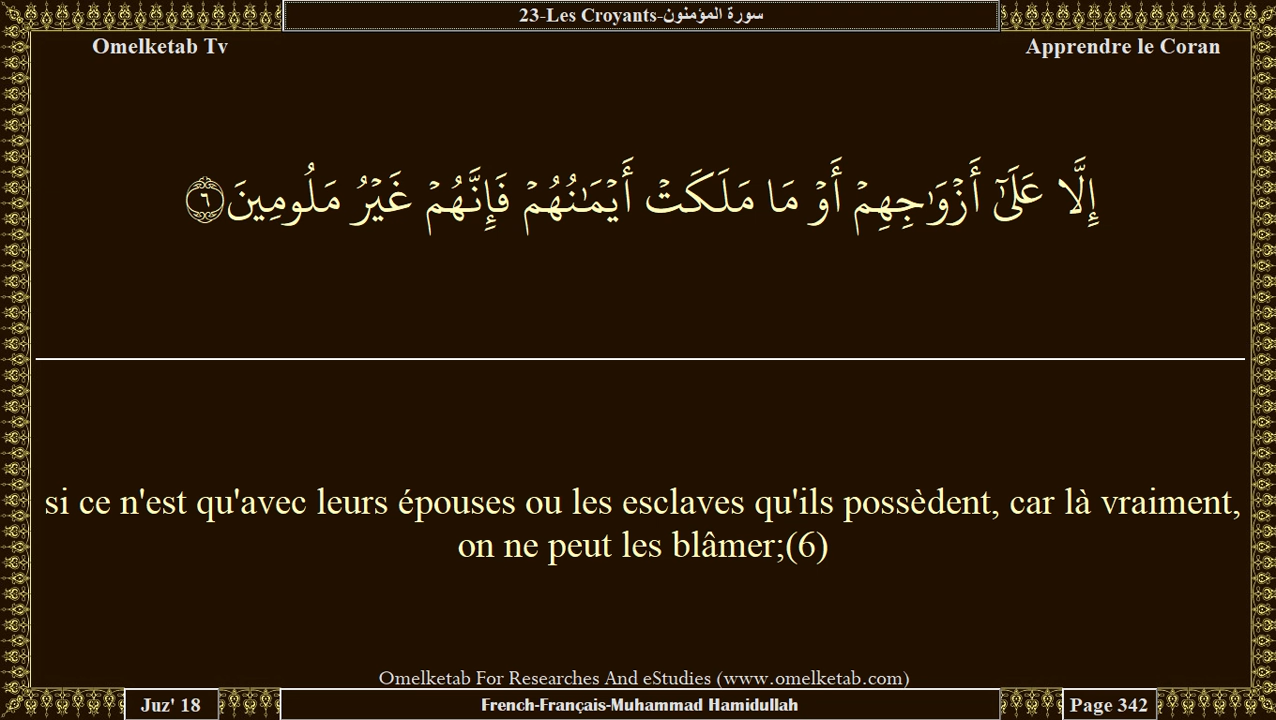 23-Les Croyants-سورة المؤمنون
Omelketab Tv
Apprendre le Coran
إِلَّا عَلَىٰٓ أَزۡوَٰجِهِمۡ أَوۡ مَا مَلَكَتۡ أَيۡمَٰنُهُمۡ فَإِنَّهُمۡ غَيۡرُ مَلُومِينَ ٦
si ce n'est qu'avec leurs épouses ou les esclaves qu'ils possèdent, car là vraiment,
on ne peut les blâmer;(6)
Omelketab For Researches And eStudies (www.omelketab.com)
Juz' 18
French-Français-Muhammad Hamidullah
Page 342